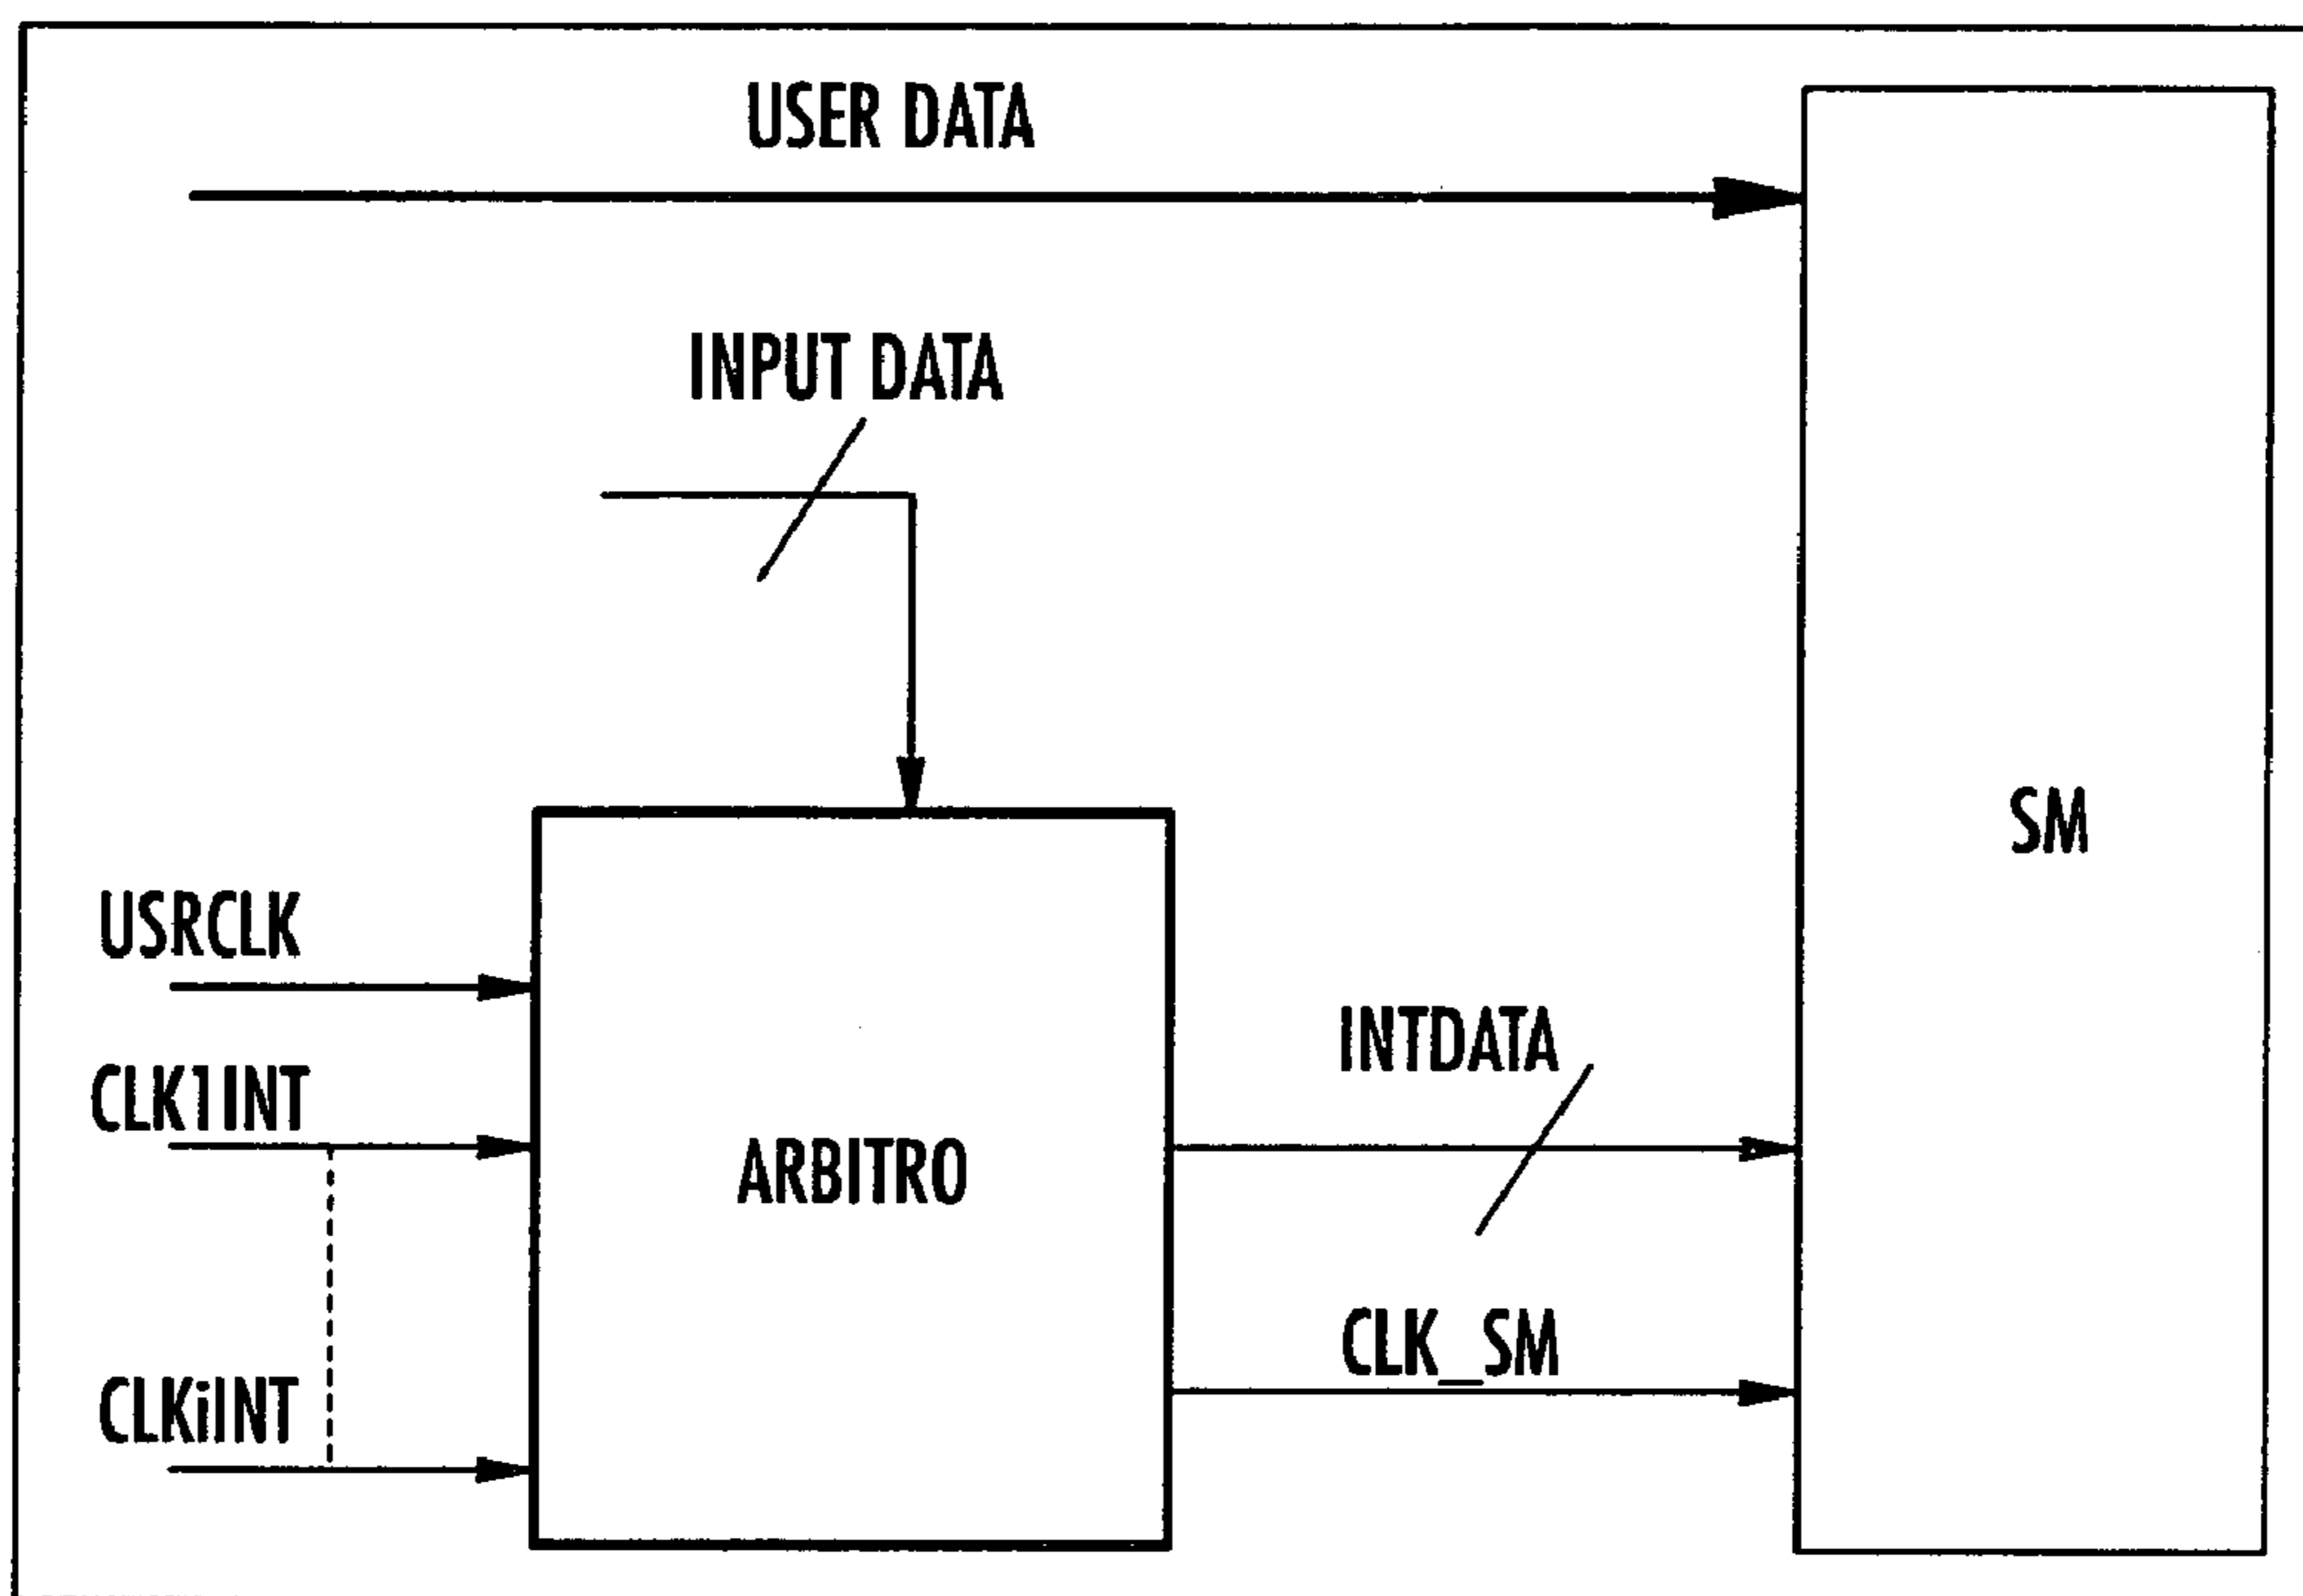 USER DATA
INPUT DATA
SM
USRCLK
INTDATA
CLK1INT
ARBITRO
CLK_SM
CLKiINT